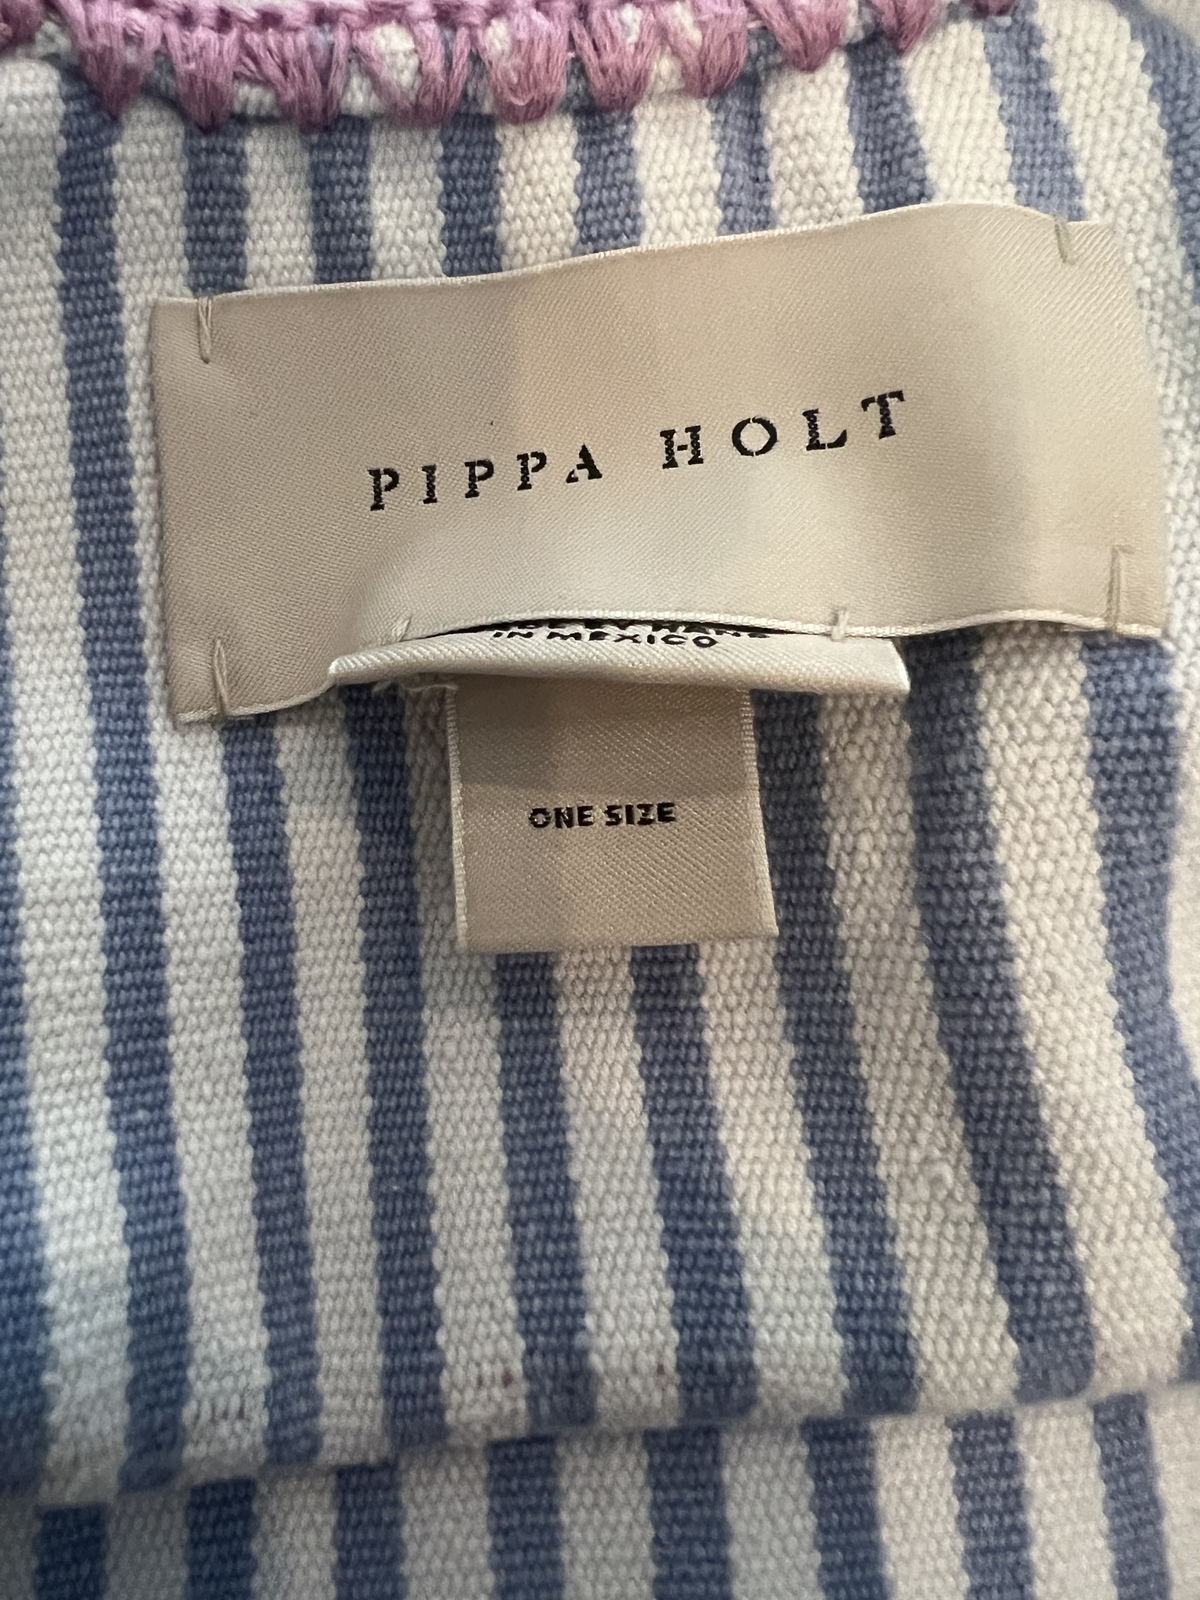 PIPPA HOLT
IN MEXICO
ONE SIZE